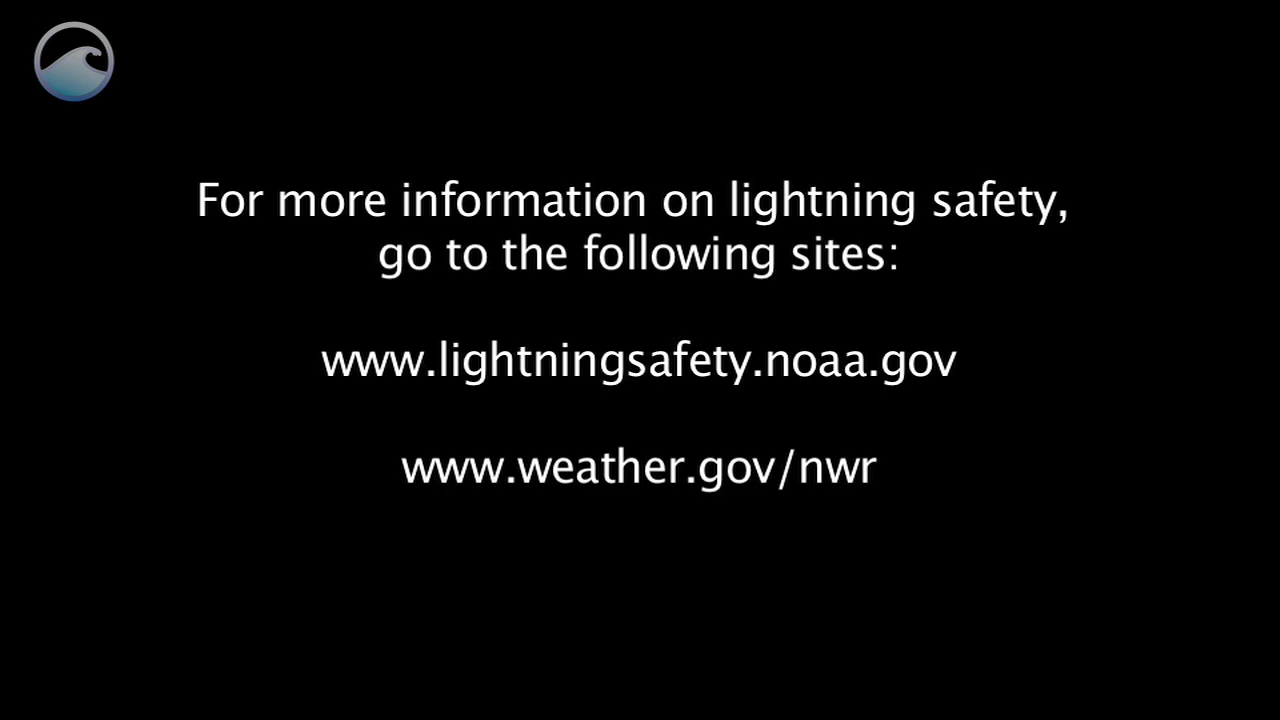 For more information on lightning safety,
go to the following sites:
www.lightningsafety.noaa.gov
www.weather.gov/nwr